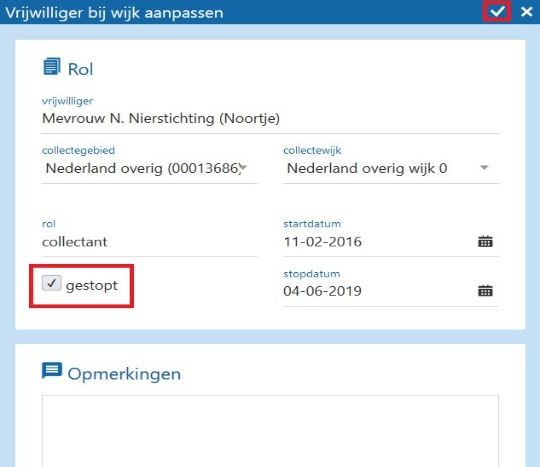 Vrijwilliger bij wijk aanpassen
Rol
vrijwilliger
Mevrouw N. Nierstichting (Noortje)
collectegebied collectewijk
Nederland overig (00013686) Nederland overig wijk 0
rol startdatum
collectant 11-02-2016
gestopt stopdatum
04-06-2019
Opmerkingen